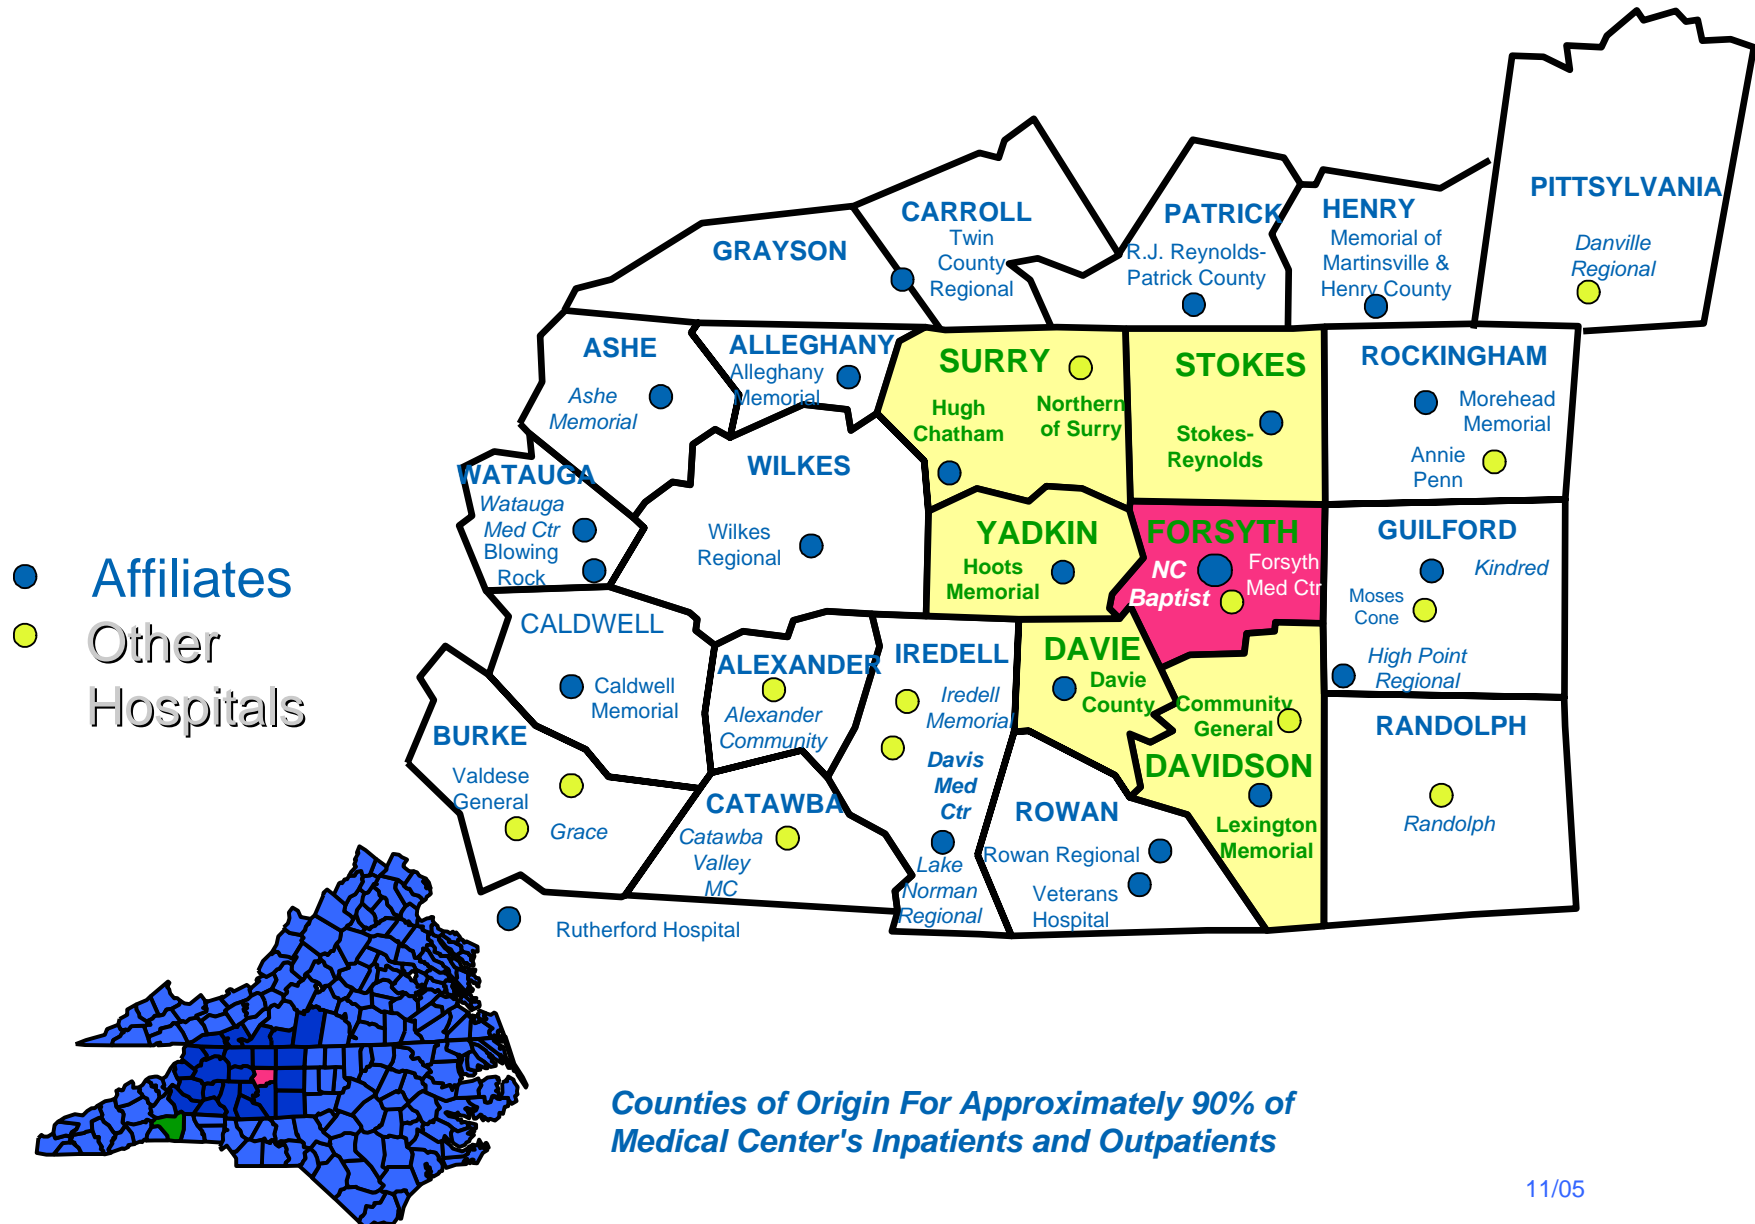 PITTSYLVANIA
Danville
Regional
CARROLL
Twin
County
Regional
PATRICK
R.J. Reynolds-
Patrick County
HENRY
Memorial of
Martinsville &
Henry County
GRAYSON
ASHE
Ashe
Memorial
ALLEGHANY
Alleghany
Memorial
SURRY
Hugh
Chatham
Northern
of Surry
STOKES
Stokes-
Reynolds
ROCKINGHAM
Morehead
Memorial
Annie
Penn
WATAUGA
Watauga
Med Ctr
Blowing
Rock
WILKES
Wilkes
Regional
YADKIN
Hoots
Memorial
FORSYTH
NC
Baptist
Forsyth
Med Ctr
GUILFORD
Kindred
Moses
Cone
High Point
Regional
Affiliates
Other
Hospitals
CALDWELL
Caldwell
Memorial
ALEXANDER
Alexander
Community
IREDELL
Iredell
Memorial
Davis
Med
Ctr
Lake
Norman
Regional
DAVIE
Davie
County
Community
General
DAVIDSON
Lexington
Memorial
RANDOLPH
Randolph
BURKE
Valdese
General
Grace
CATAWBA
Catawba
Valley
MC
ROWAN
Rowan Regional
Veterans
Hospital
Rutherford Hospital
Counties of Origin For Approximately 90% of
Medical Center's Inpatients and Outpatients
11/05